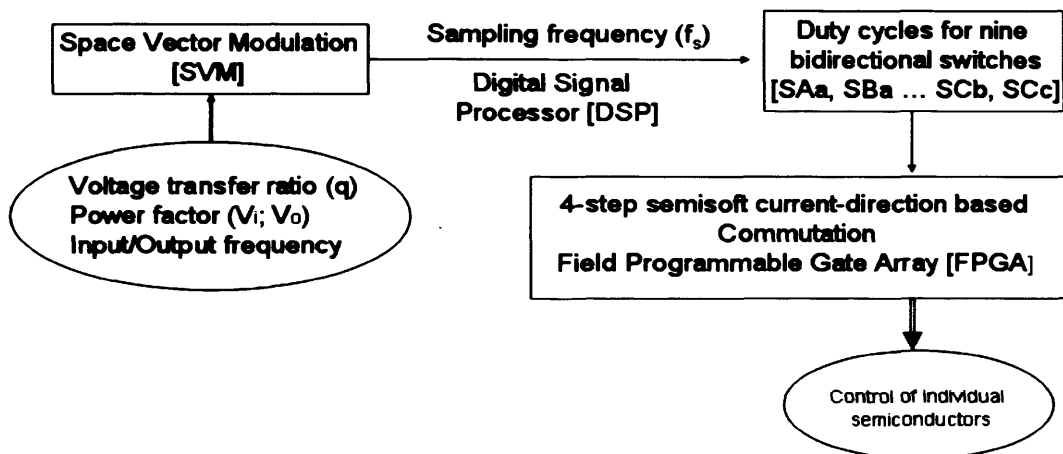 Space Vector Modulation
[SVM]
Sampling frequency (fs)
Digital Signal
Processor [DSP]
Duty cycles for nine
bidirectional switches
[SAa, SBa ... SCb, SCc]
Voltage transfer ratio (q)
Power factor (Vi; Vo)
Input/Output frequency
4-step semisoft current-direction based
Commutation
Field Programmable Gate Array [FPGA]
Control of individual
semiconductors